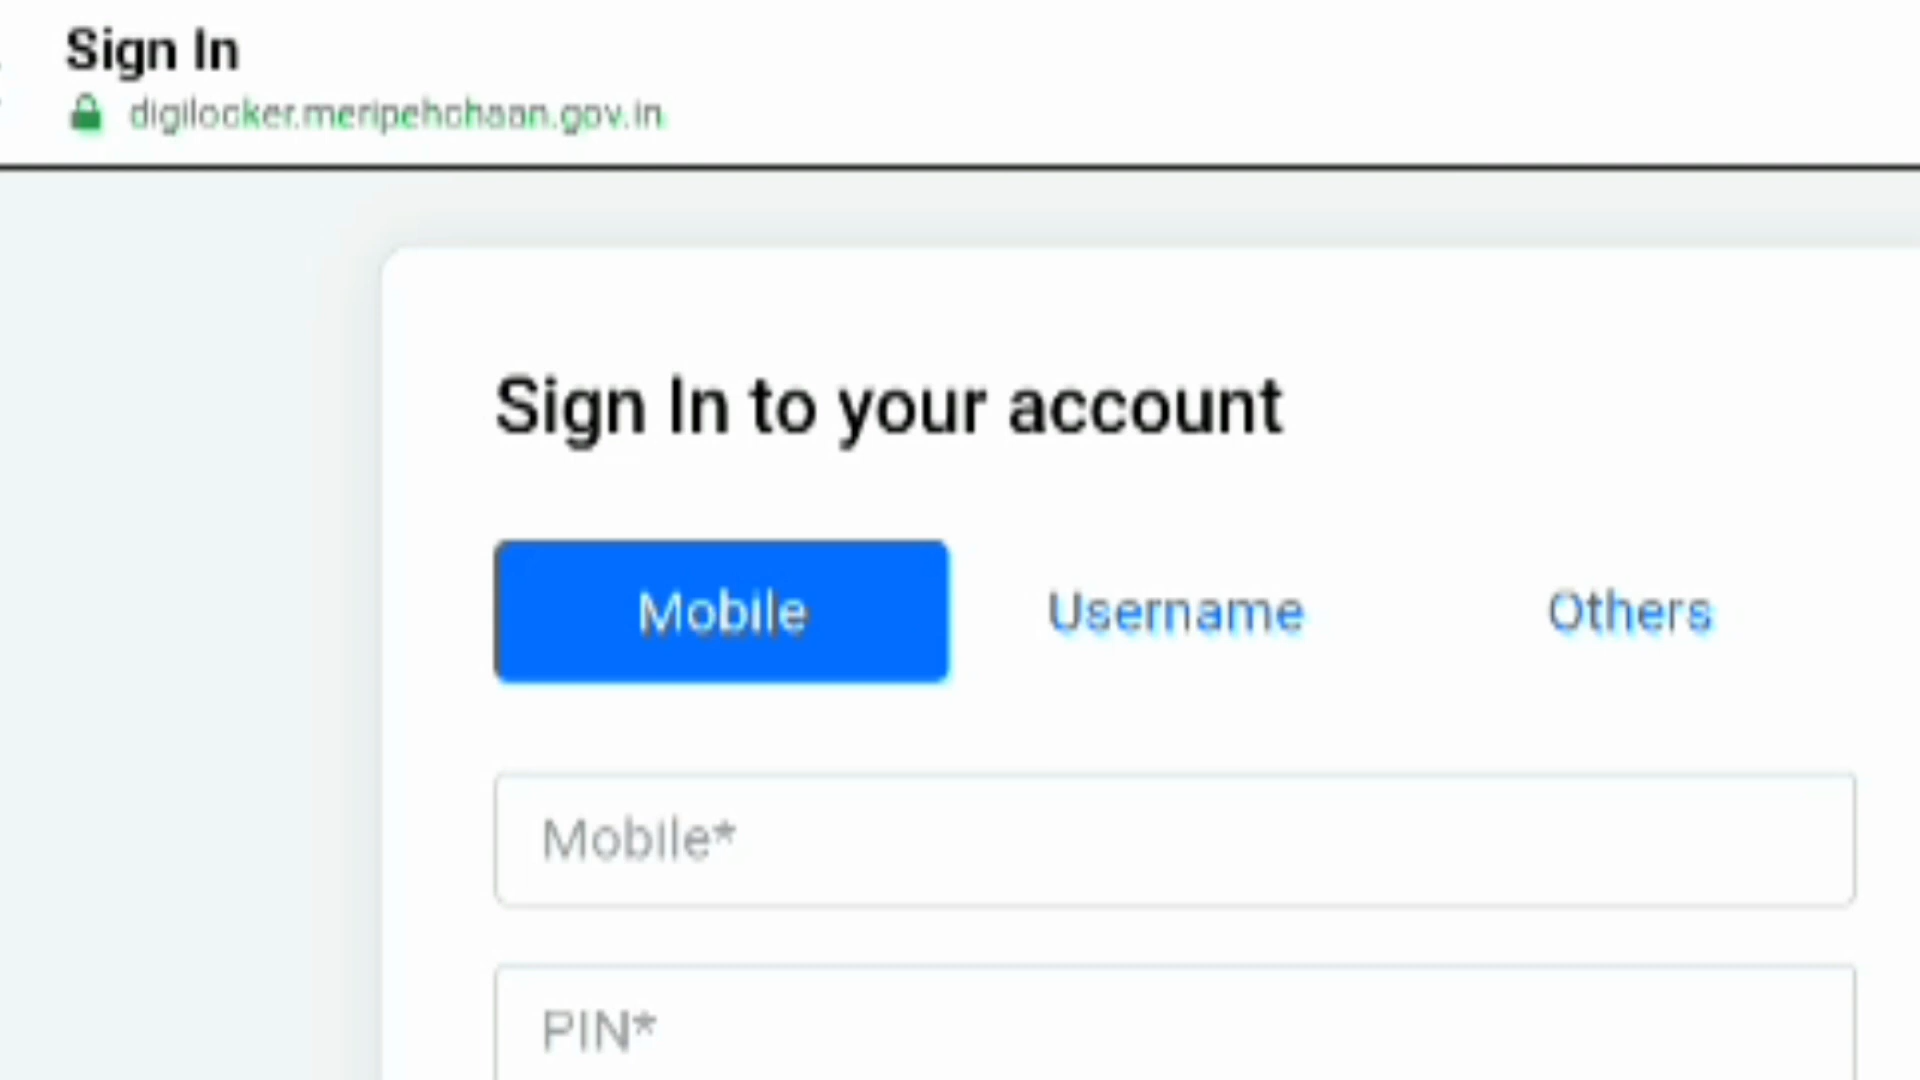 Sign In
digilocker.meripehchaan.gov.in
Sign In to your account
Mobile Username Others
Mobile*
PIN*